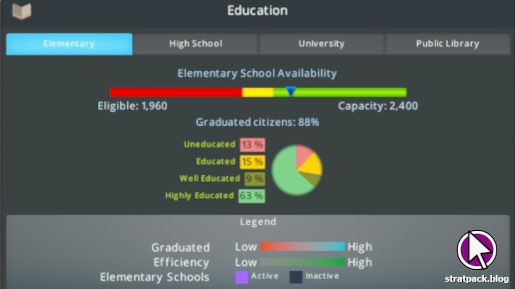 Education
Elementary High School University Public Library
Elementary School Availability
Eligible: 1,960 Capacity: 2,400
Graduated citizens: 88%
Uneducated 13 %
Educated 15 %
Well Educated 9 %
Highly Educated 63 %
Legend
Graduated Low High
Efficiency Low High
Elementary Schools Active Inactive
stratpack.blog